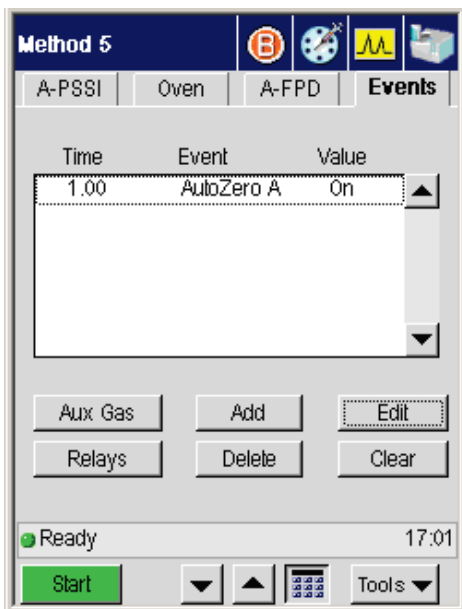 Method 5 B
A-PSSI Oven A-FPD Events
Time Event Value
1.00 AutoZero A On
Aux Gas Add Edit
Relays Delete Clear
Ready 17:01
Start Tools